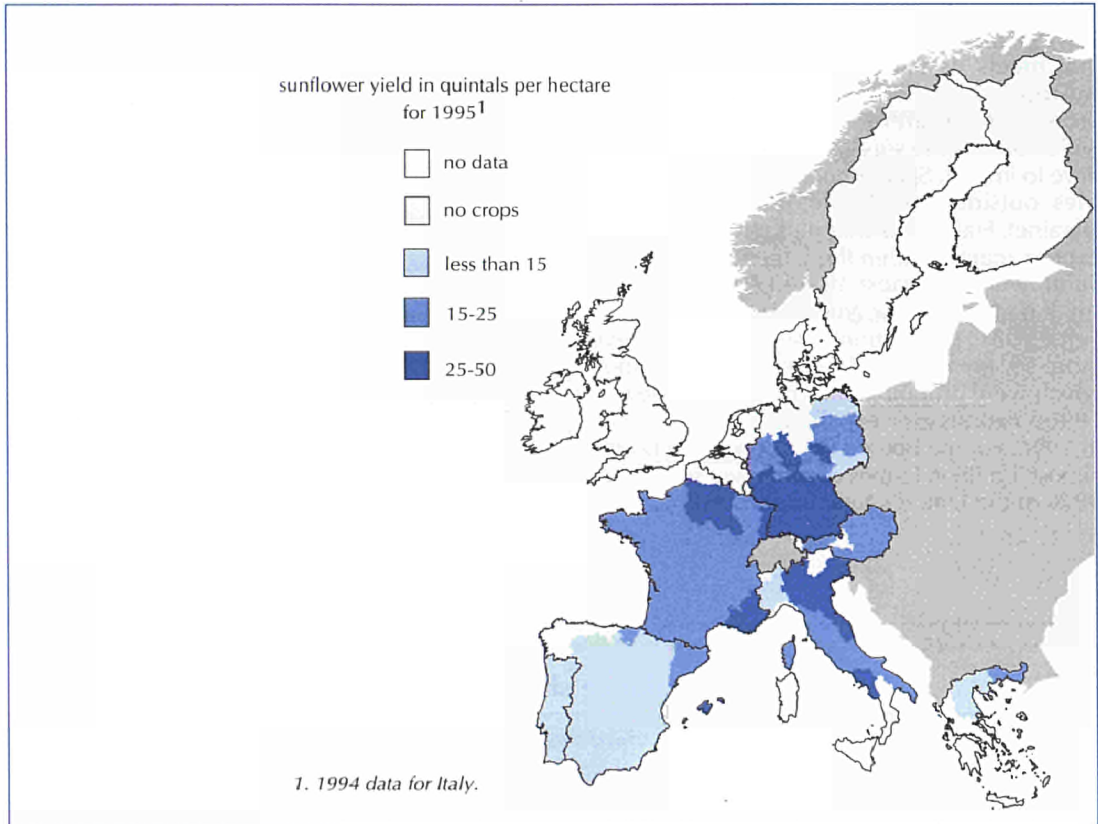 sunflower yield in quintals per hectare
for 1995¹
no data
no crops
less than 15
15-25
25-50
1. 1994 data for Italy.